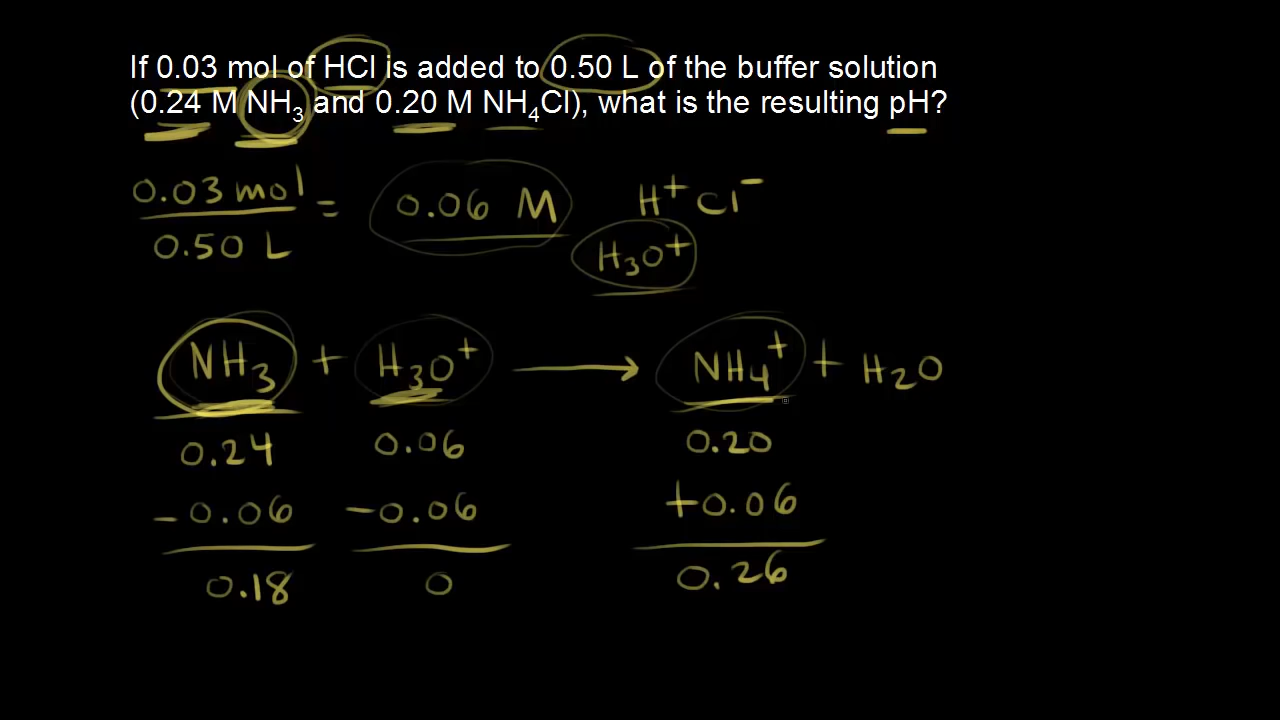 If 0.03 mol of HCl is added to 0.50 L of the buffer solution
(0.24 M NH₃ and 0.20 M NH₄Cl), what is the resulting pH?
0.03 mol
0.50 L
= 0.06 M
H⁺ Cl⁻
H₃O⁺
NH₃ + H₃O⁺ → NH₄⁺ + H₂O
0.24 0.06 0.20
-0.06 -0.06 +0.06
0.18 0 0.26